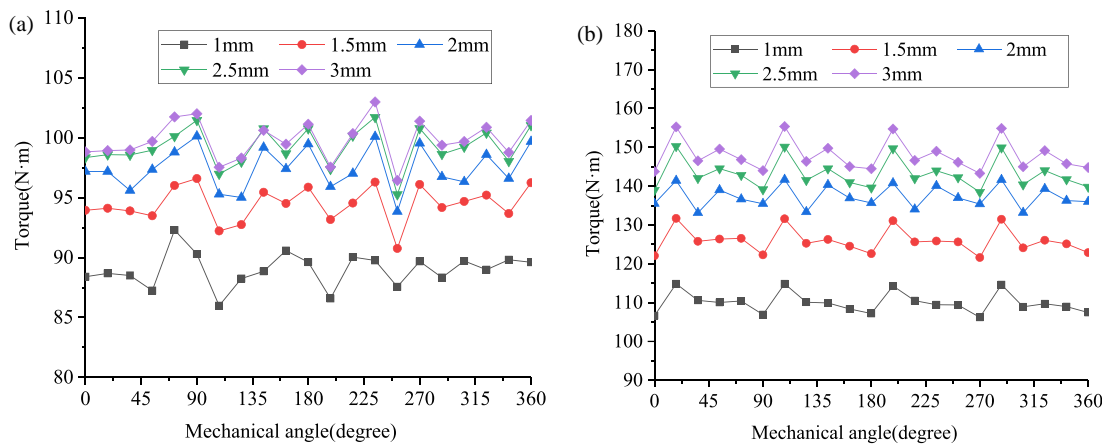 (a)
110
105
100
95
90
85
80
Torque(N·m)
1mm 1.5mm 2mm
2.5mm 3mm
0 45 90 135 180 225 270 315 360
Mechanical angle(degree)
(b)
180
170
160
150
140
130
120
110
100
90
Torque(N·m)
1mm 1.5mm 2mm
2.5mm 3mm
0 45 90 135 180 225 270 315 360
Mechanical angle(degree)